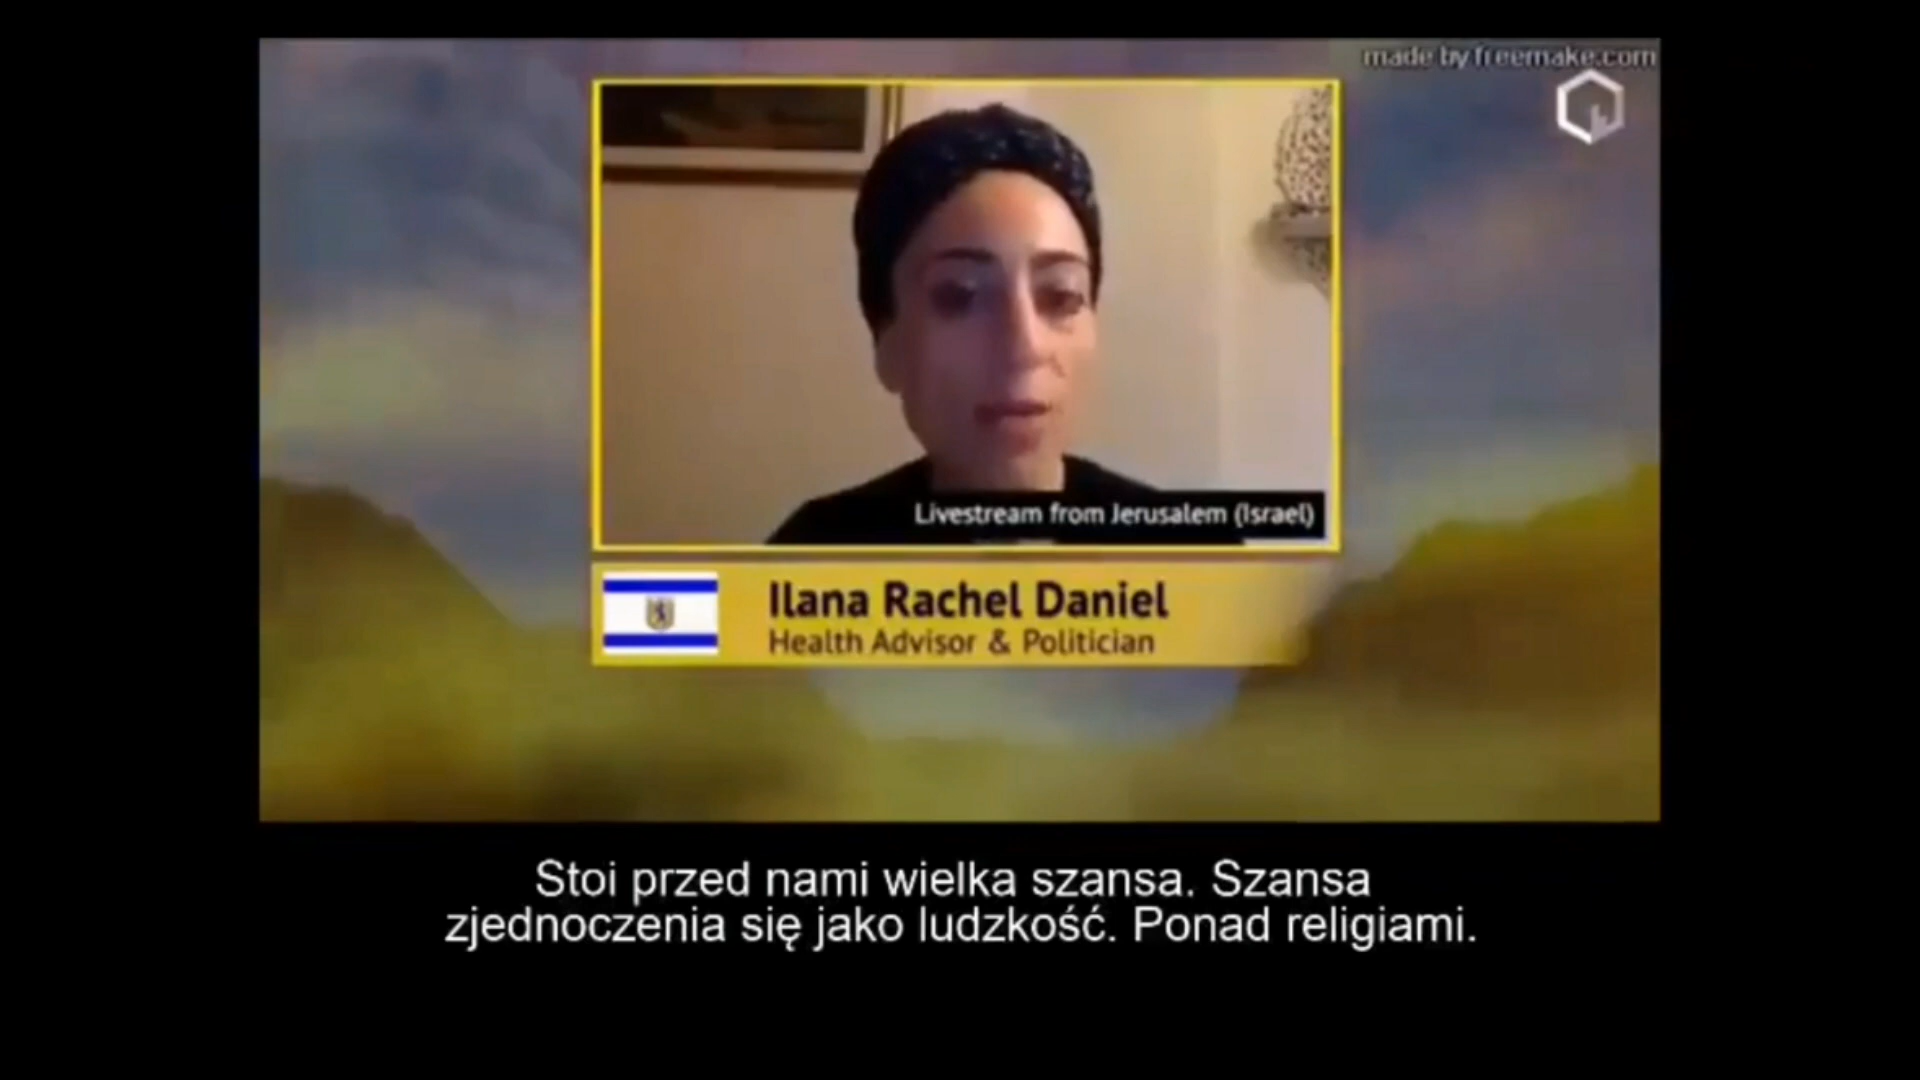 made by freemake.com
Livestream from Jerusalem (Israel)
Ilana Rachel Daniel
Health Advisor & Politician
Stoi przed nami wielka szansa. Szansa
zjednoczenia się jako ludzkość. Ponad religiami.